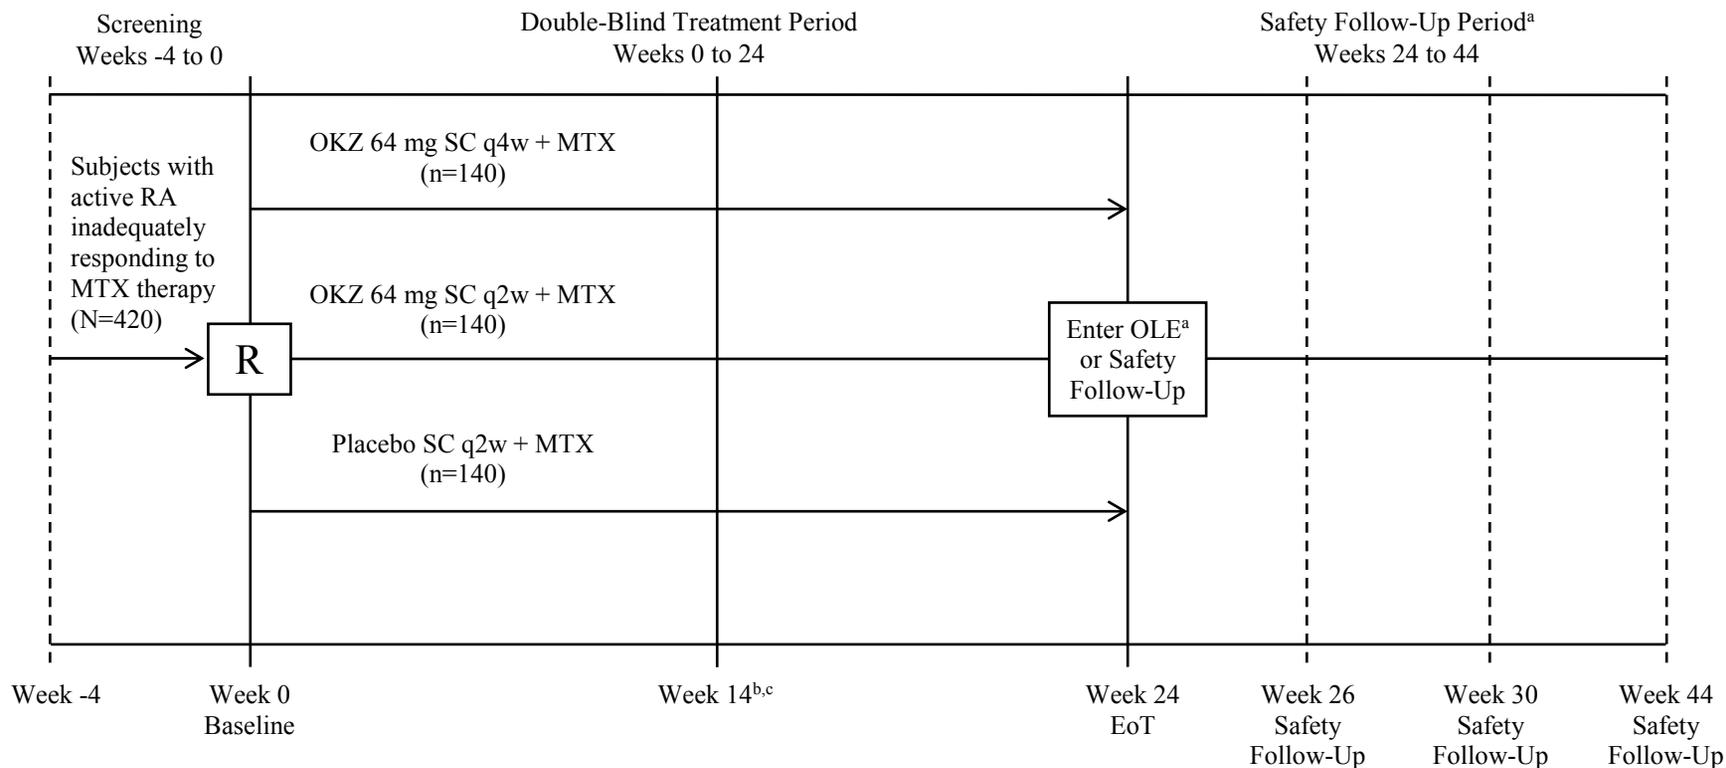 Screening
Weeks -4 to 0
Double-Blind Treatment Period
Weeks 0 to 24
Safety Follow-Up Periodᵃ
Weeks 24 to 44
Subjects with
active RA
inadequately
responding to
MTX therapy
(N=420)
R
OKZ 64 mg SC q4w + MTX
(n=140)
OKZ 64 mg SC q2w + MTX
(n=140)
Placebo SC q2w + MTX
(n=140)
Enter OLEᵃ
or Safety
Follow-Up
Week -4
Week 0
Baseline
Week 14ᵇ,ᶜ
Week 24
EoT
Week 26
Safety
Follow-Up
Week 30
Safety
Follow-Up
Week 44
Safety
Follow-Up